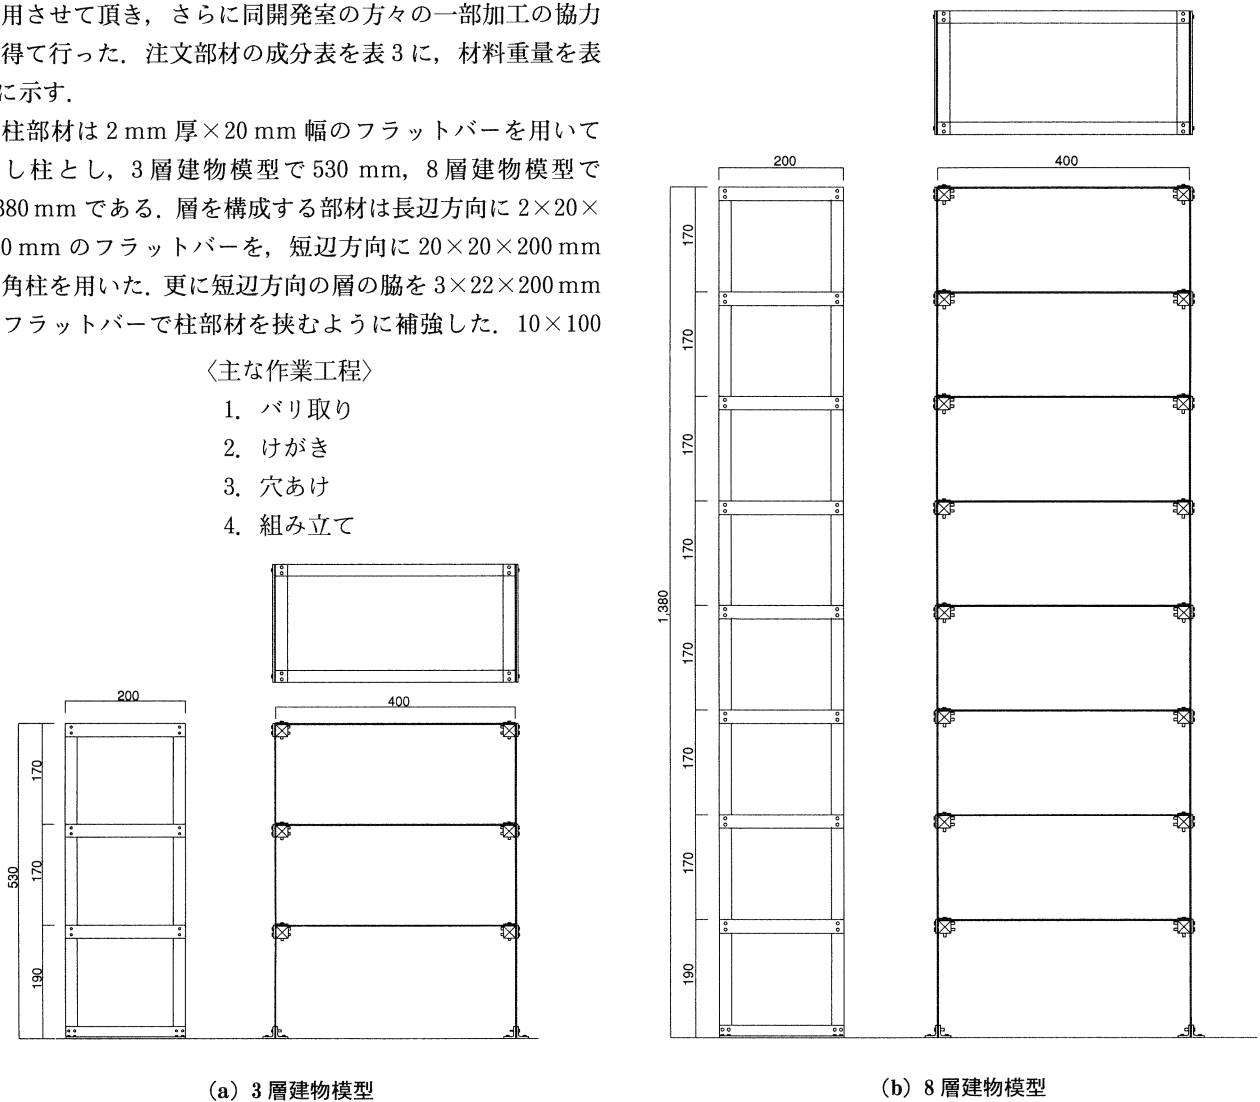 用させて頂き，さらに同開発室の方々の一部加工の協力
得て行った．注文部材の成分表を表3に，材料重量を表
に示す．
柱部材は2 mm 厚×20 mm 幅のフラットバーを用いて
し柱とし，3層建物模型で530 mm，8層建物模型で
380 mm である．層を構成する部材は長辺方向に2×20×
0 mm のフラットバーを，短辺方向に20×20×200 mm
角柱を用いた．更に短辺方向の層の脇を3×22×200 mm
フラットバーで柱部材を挟むように補強した．10×100
〈主な作業工程〉
1．バリ取り
2．けがき
3．穴あけ
4．組み立て
200
400
530
170
170
190
(a) 3層建物模型
200
400
1,380
170
170
170
170
170
170
170
190
(b) 8層建物模型